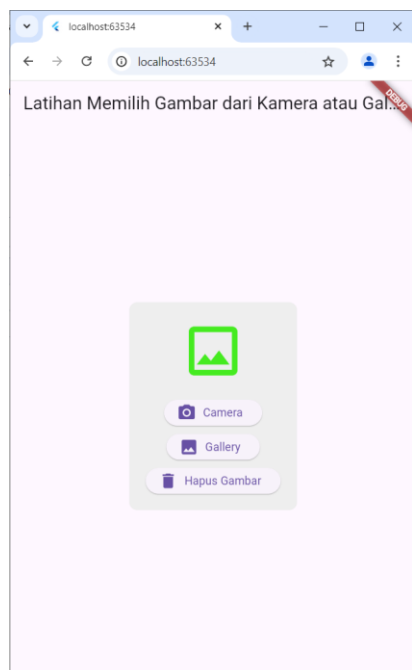 localhost:63534
localhost:63534
Latihan Memilih Gambar dari Kamera atau Gal...
DEBUG
Camera
Gallery
Hapus Gambar